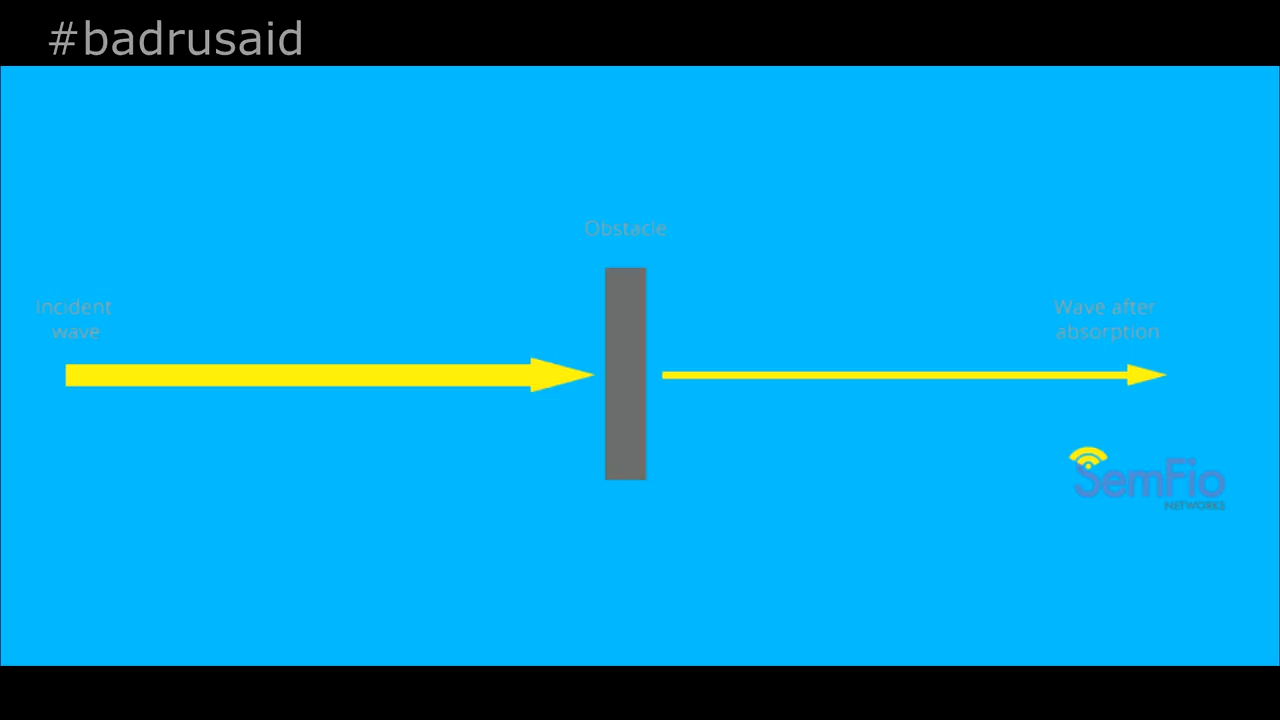 #badrusaid
Obstacle
Incident
wave
Wave after
absorption
SemFio
NETWORKS